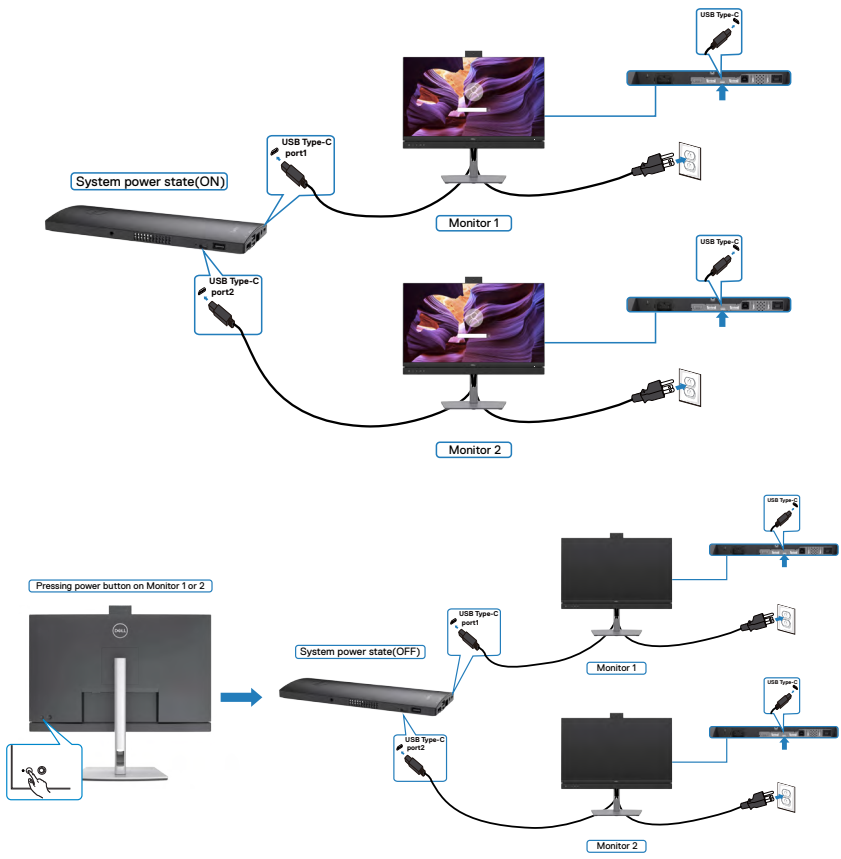 USB Type-C
USB Type-C
port1
System power state(ON)
Monitor 1
USB Type-C
USB Type-C
port2
Monitor 2
USB Type-C
Pressing power button on Monitor 1 or 2
DELL
USB Type-C
port1
System power state(OFF)
Monitor 1
USB Type-C
USB Type-C
port2
Monitor 2